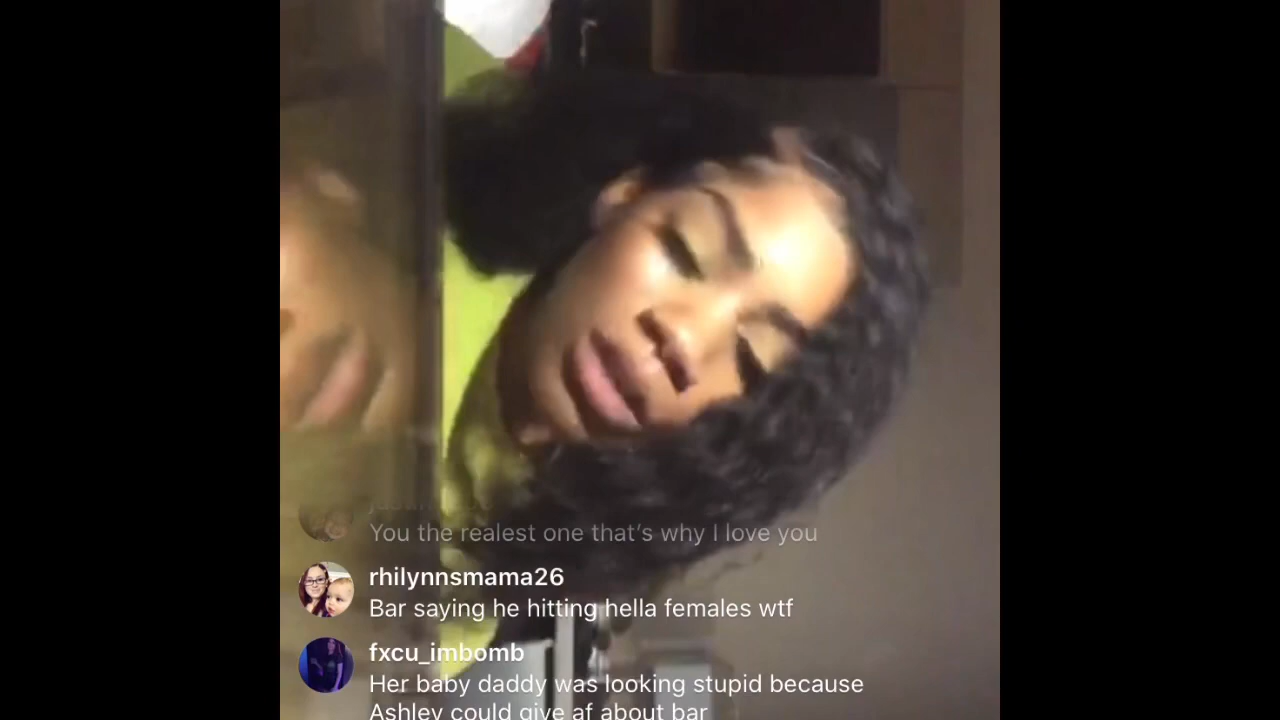 You the realest one that’s why I love you
rhilynnsmama26
Bar saying he hitting hella females wtf
fxcu_imbomb
Her baby daddy was looking stupid because
Ashley could give af about bar